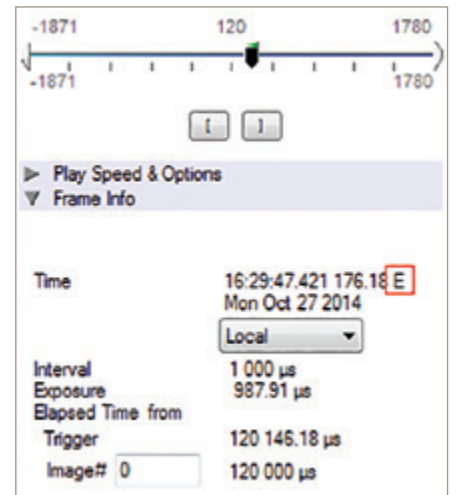 -1871 120 1780
-1871 1780
[ ]
Play Speed & Options
Frame Info
Time 16:29:47.421 176.18 E
Mon Oct 27 2014
Local
Interval 1 000 µs
Exposure 987.91 µs
Elapsed Time from
Trigger 120 146.18 µs
Image# 0 120 000 µs